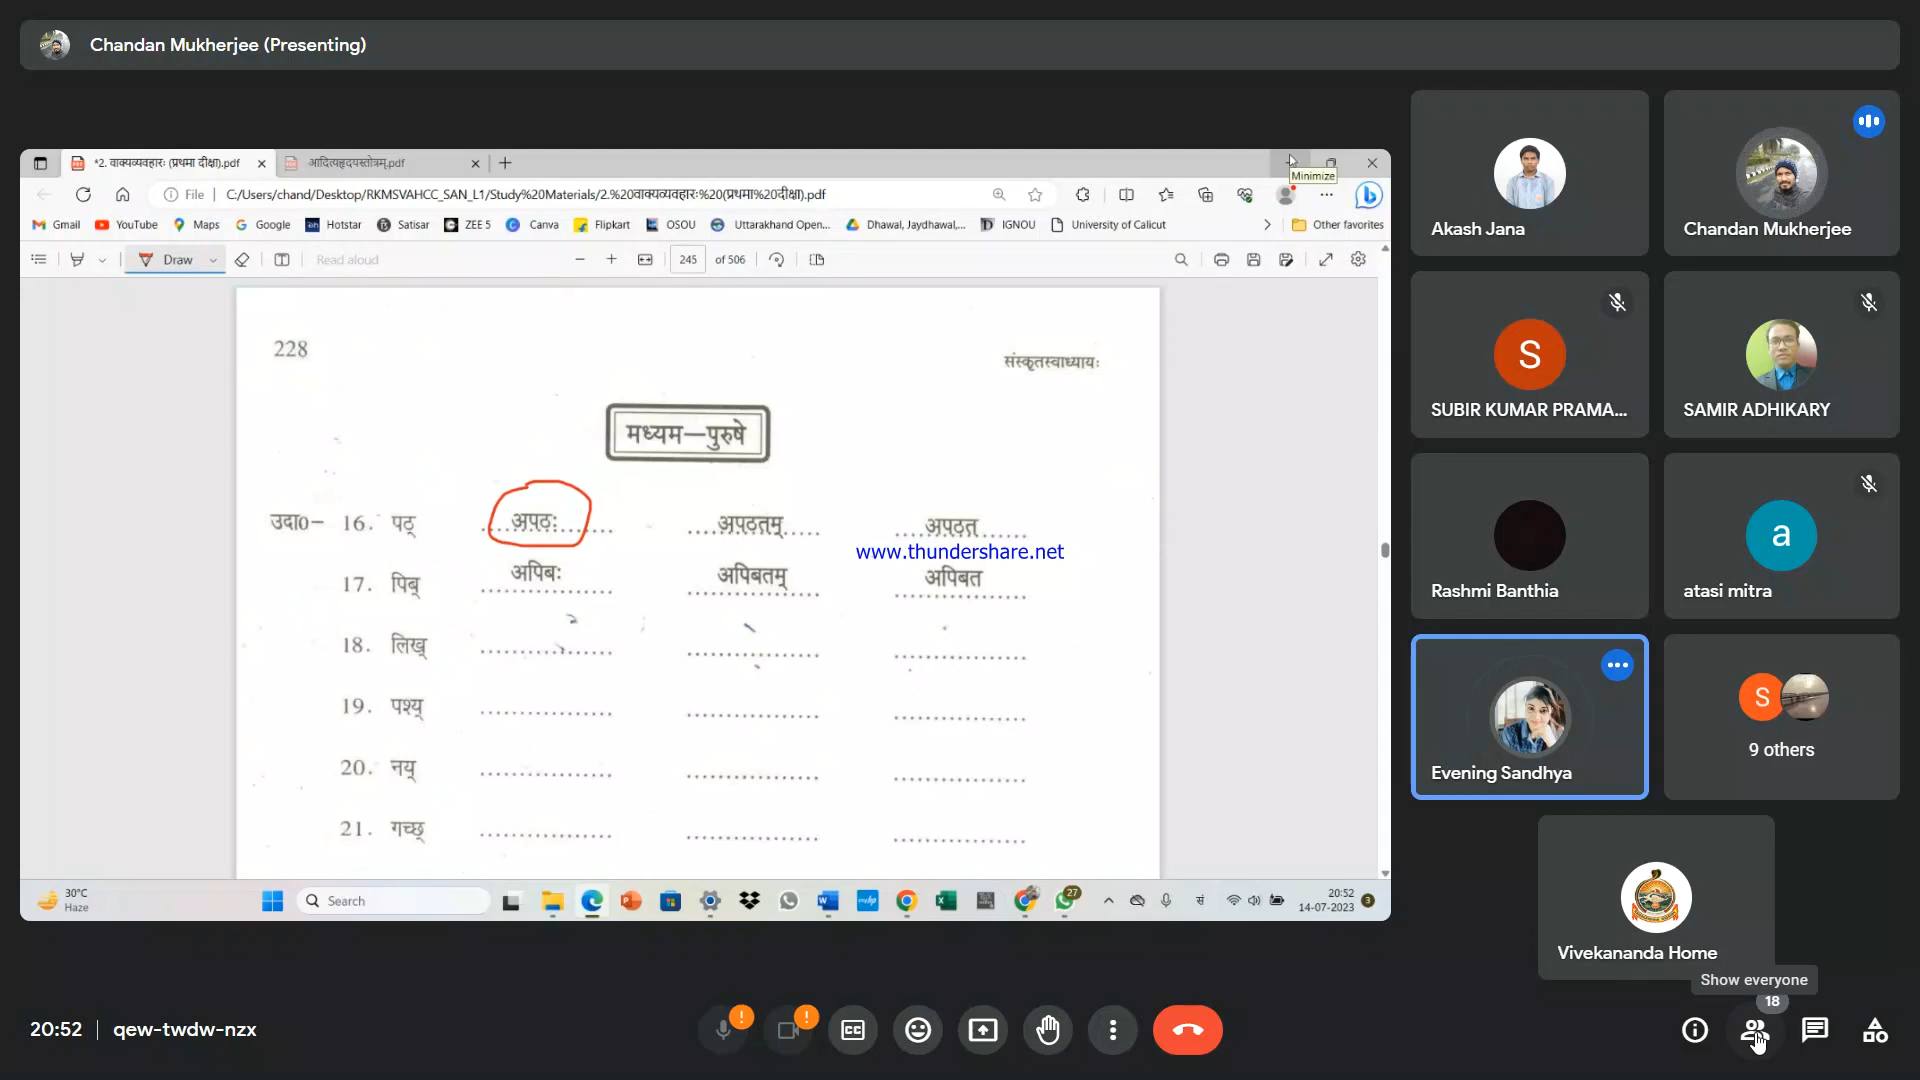 Chandan Mukherjee (Presenting)
*2. वाक्यव्यवहारः (प्रथमा दीक्षा).pdf
आदित्यहृदयस्तोत्रम्.pdf
Minimize
File
C:/Users/chand/Desktop/RKMSVAHCC_SAN_L1/Study%20Materials/2.%20वाक्यव्यवहारः%20(प्रथमा%20दीक्षा).pdf
Gmail YouTube Maps Google Hotstar Satisar ZEE 5 Canva Flipkart OSOU Uttarakhand Open... Dhawal, Jaydhawal,... IGNOU University of Calicut Other favorites
Draw Read aloud 245 of 506
228
संस्कृतस्वाध्यायः
मध्यम—पुरुषे
उदा०– 16. पठ् अपठः अपठतम् अपठत
www.thundershare.net
17. पिब् अपिबः अपिबतम् अपिबत
18. लिख्
19. पश्य्
20. नय्
21. गच्छ्
30°C
Haze
Search
27
20:52
14-07-2023
3
Akash Jana
Chandan Mukherjee
S
SUBIR KUMAR PRAMA...
SAMIR ADHIKARY
Rashmi Banthia
a
atasi mitra
Evening Sandhya
S
9 others
Vivekananda Home
Show everyone
18
20:52 | qew-twdw-nzx